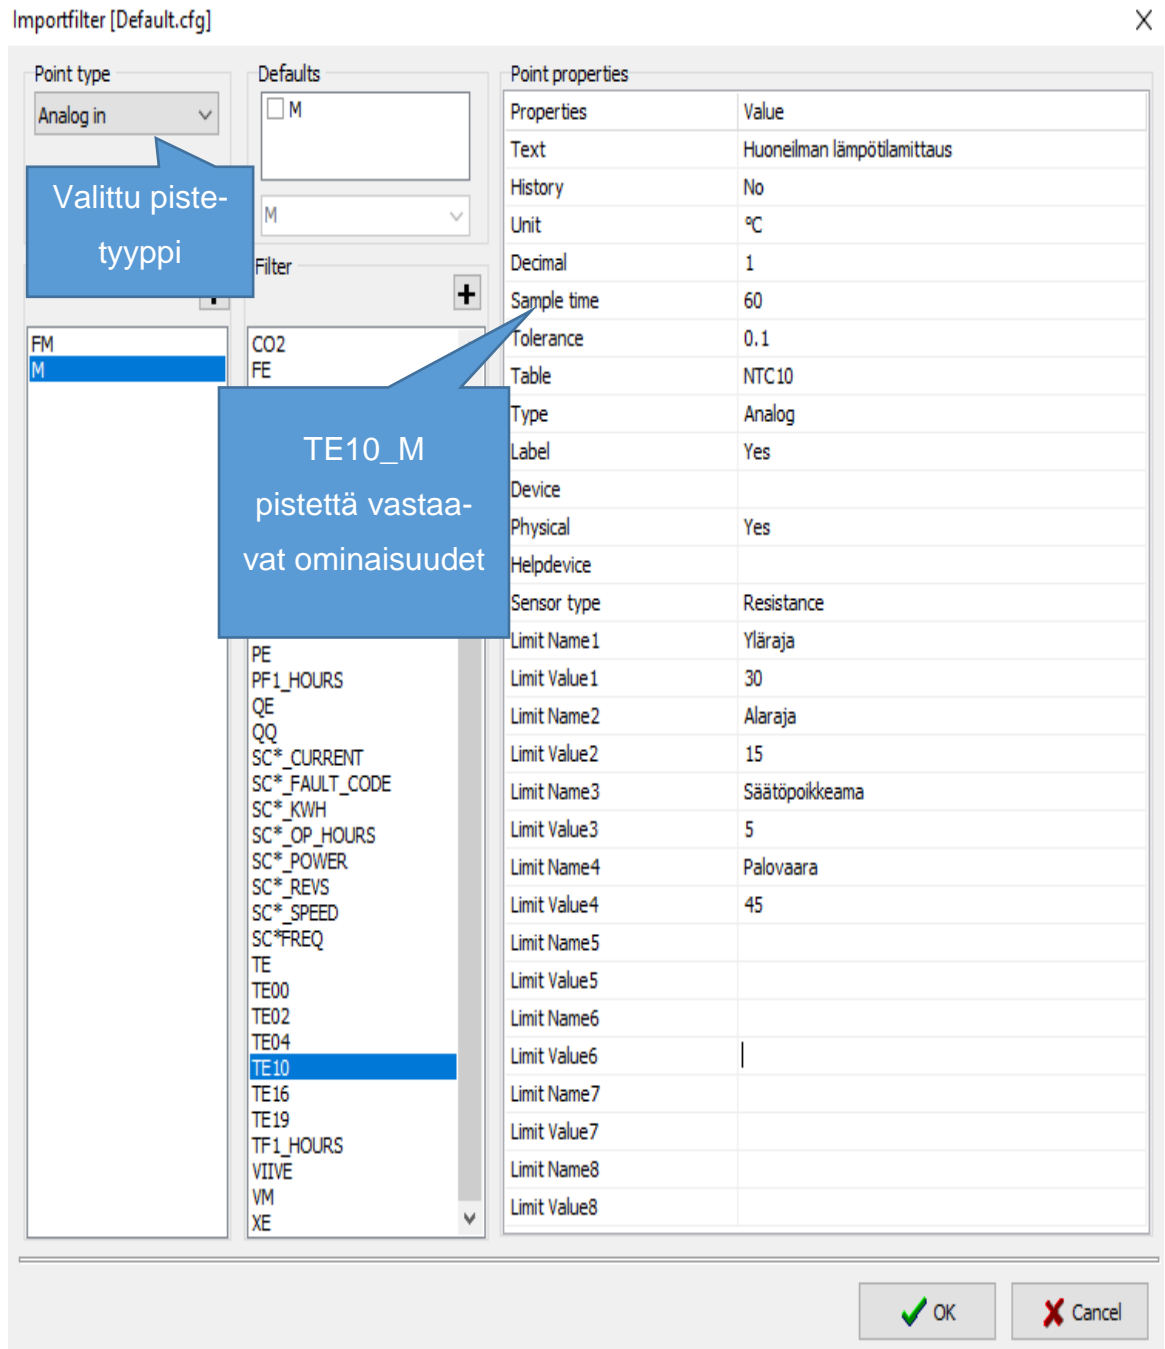 Importfilter [Default.cfg]
Point type
Analog in
Valittu piste-
tyyppi
FM
M
Defaults
M
M
Filter
CO2
FE
TE10_M
pistettä vastaa-
vat ominaisuudet
PE
PF1_HOURS
QE
QQ
SC*_CURRENT
SC*_FAULT_CODE
SC*_KWH
SC*_OP_HOURS
SC*_POWER
SC*_REVS
SC*_SPEED
SC*FREQ
TE
TE00
TE02
TE04
TE10
TE16
TE19
TF1_HOURS
VIIVE
VM
XE
Point properties
Properties Value
Text Huoneilman lämpötilamittaus
History No
Unit °C
Decimal 1
Sample time 60
Tolerance 0.1
Table NTC10
Type Analog
Label Yes
Device
Physical Yes
Helpdevice
Sensor type Resistance
Limit Name1 Yläraja
Limit Value1 30
Limit Name2 Alaraja
Limit Value2 15
Limit Name3 Säätöpoikkeama
Limit Value3 5
Limit Name4 Palovaara
Limit Value4 45
Limit Name5
Limit Value5
Limit Name6
Limit Value6
Limit Name7
Limit Value7
Limit Name8
Limit Value8
OK
Cancel